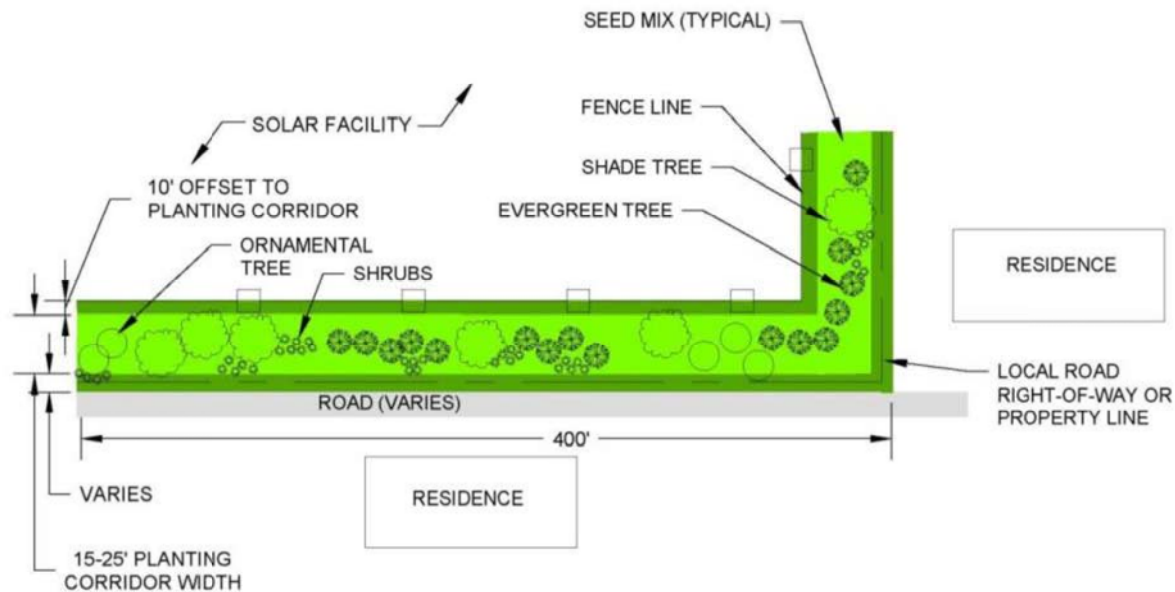 SEED MIX (TYPICAL)
FENCE LINE
SOLAR FACILITY
SHADE TREE
10' OFFSET TO
PLANTING CORRIDOR
EVERGREEN TREE
ORNAMENTAL
TREE
SHRUBS
RESIDENCE
LOCAL ROAD
RIGHT-OF-WAY OR
PROPERTY LINE
ROAD (VARIES)
400'
VARIES
RESIDENCE
15-25' PLANTING
CORRIDOR WIDTH